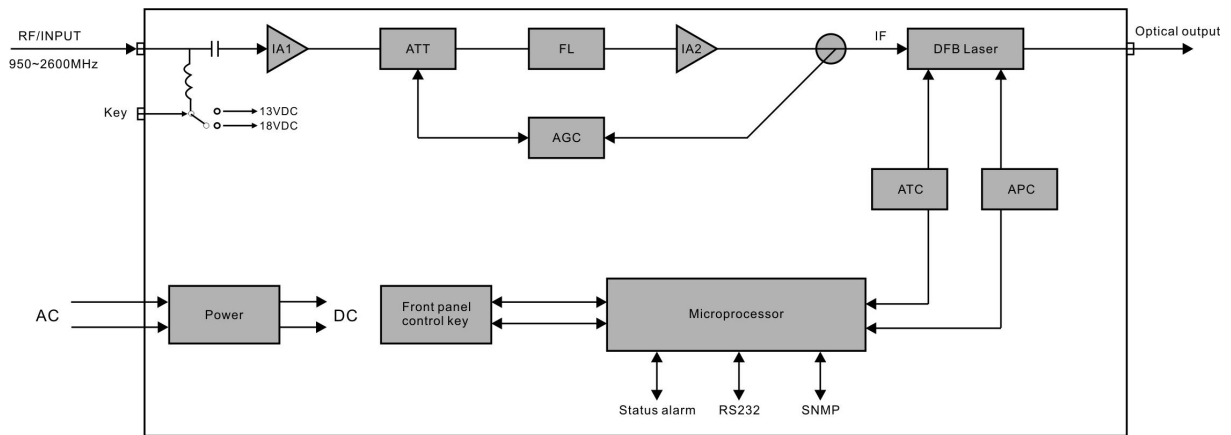 RF/INPUT
950~2600MHz
IA1
ATT
FL
IA2
IF
DFB Laser
Optical output
Key
13VDC
18VDC
AGC
ATC
APC
AC
Power
DC
Front panel
control key
Microprocessor
Status alarm
RS232
SNMP